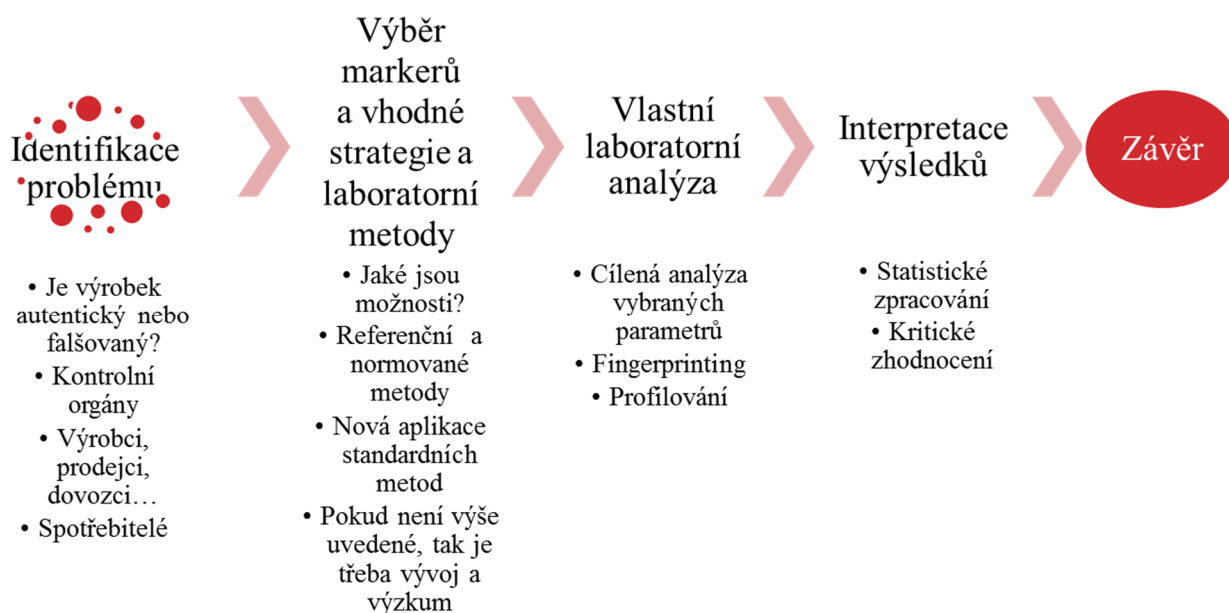 Identifikace
problému
• Je výrobek
autentický nebo
falšovaný?
• Kontrolní
orgány
• Výrobci,
prodejci,
dovozci…
• Spotřebitelé
Výběr
markerů
a vhodné
strategie a
laboratorní
metody
• Jaké jsou
možnosti?
• Referenční a
normované
metody
• Nová aplikace
standardních
metod
• Pokud není výše
uvedené, tak je
třeba vývoj a
výzkum
Vlastní
laboratorní
analýza
• Cílená analýza
vybraných
parametrů
• Fingerprinting
• Profilování
Interpretace
výsledků
• Statistické
zpracování
• Kritické
zhodnocení
Závěr